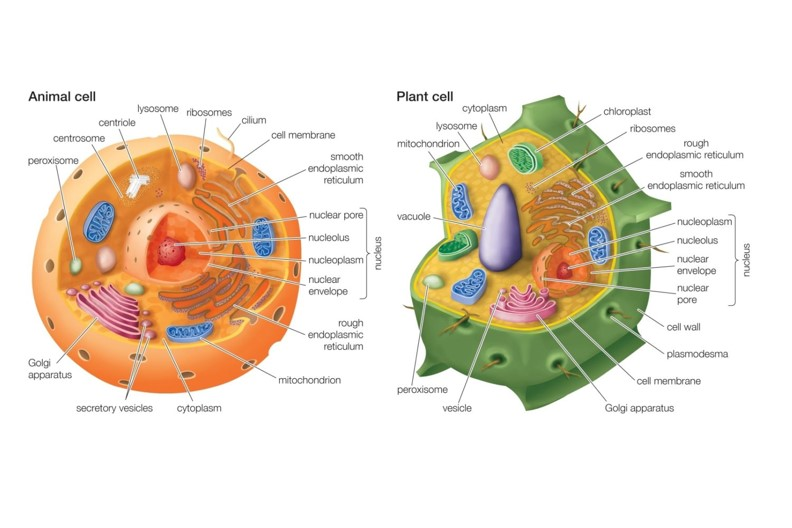 Animal cell
lysosome
ribosomes
cilium
centriole
centrosome
peroxisome
cell membrane
smooth
endoplasmic
reticulum
nuclear pore
nucleolus
nucleoplasm
nuclear
envelope
nucleus
rough
endoplasmic
reticulum
mitochondrion
Golgi
apparatus
secretory vesicles
cytoplasm
Plant cell
cytoplasm
lysosome
mitochondrion
chloroplast
ribosomes
rough
endoplasmic reticulum
smooth
endoplasmic reticulum
vacuole
nucleoplasm
nucleolus
nuclear
envelope
nuclear
pore
nucleus
cell wall
plasmodesma
cell membrane
Golgi apparatus
peroxisome
vesicle